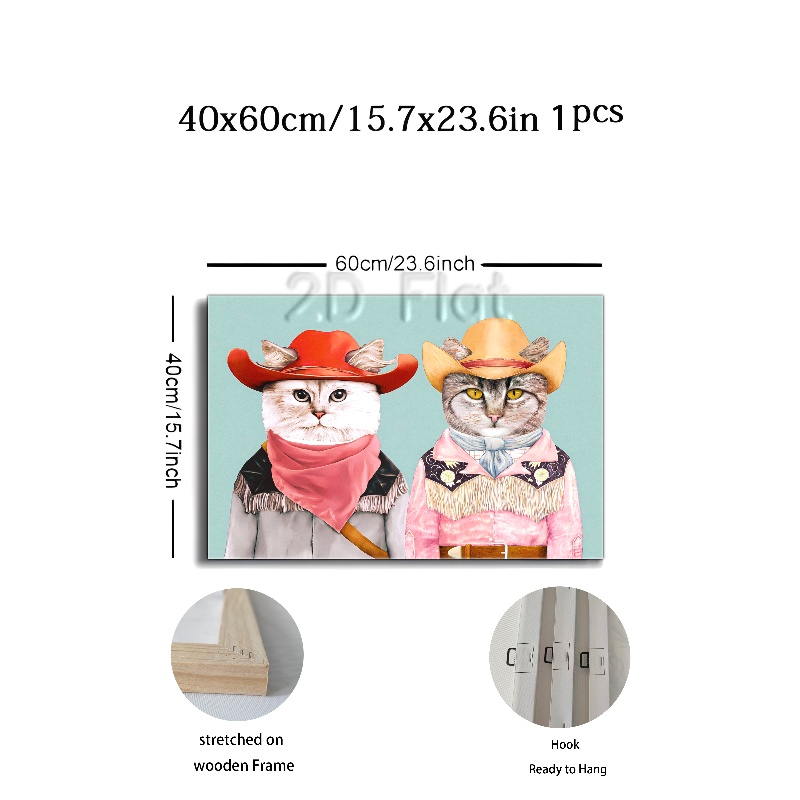 40x60cm/15.7x23.6in 1pcs
60cm/23.6inch
2D Flat
40cm/15.7inch
stretched on
wooden Frame
Hook
Ready to Hang